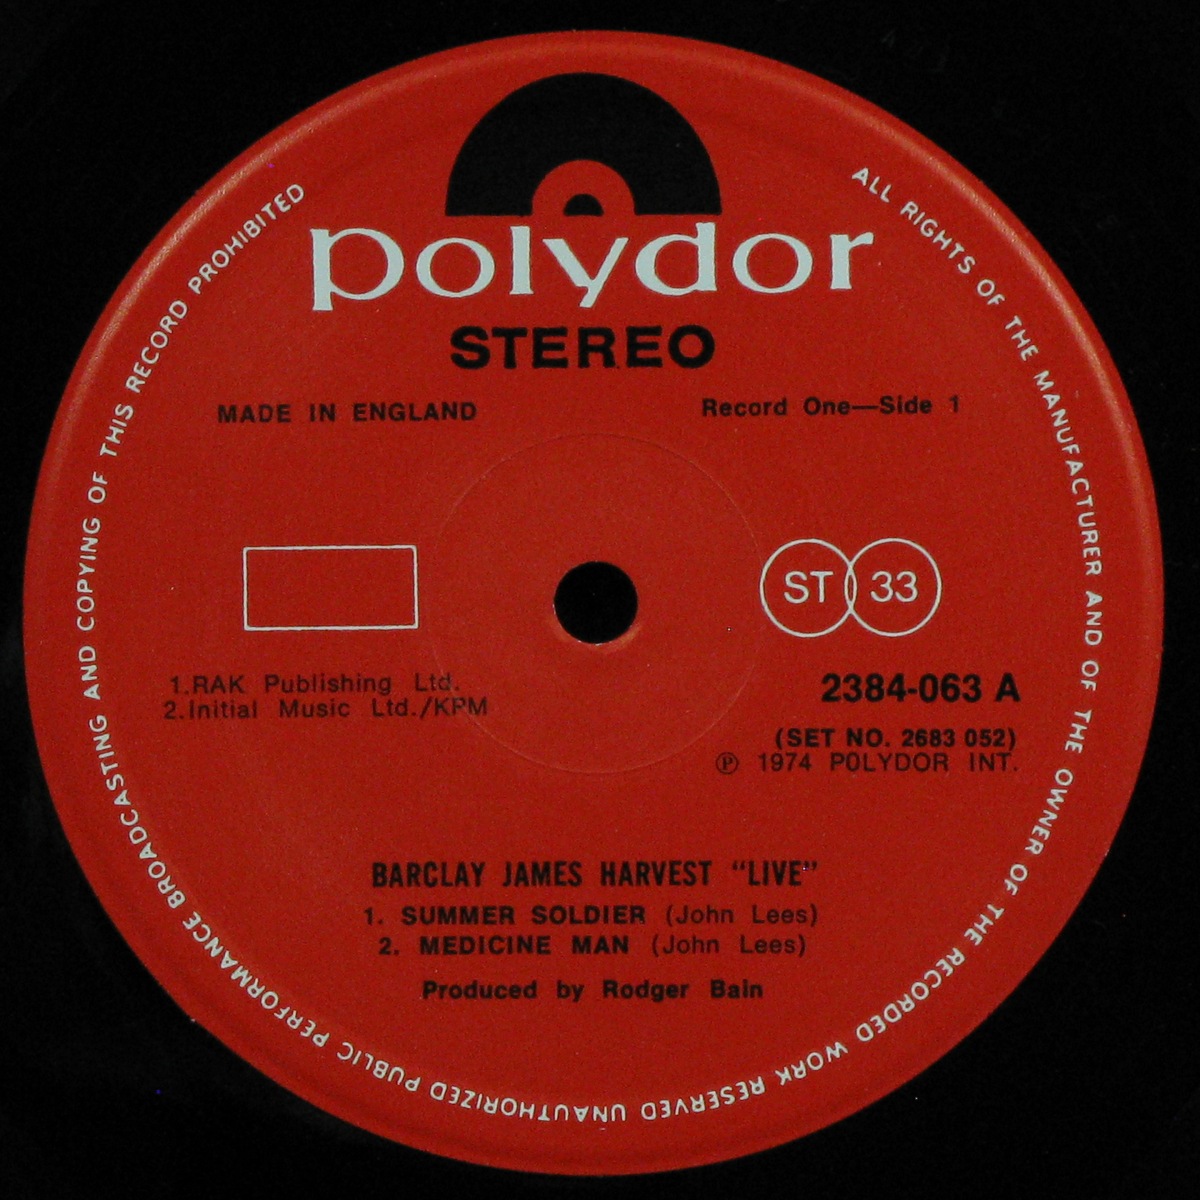 polydor
STEREO
MADE IN ENGLAND
Record One—Side 1
ST 33
1.RAK Publishing Ltd.
2.Initial Music Ltd./KPM
2384-063 A
(SET NO. 2683 052)
℗ 1974 POLYDOR INT.
BARCLAY JAMES HARVEST “LIVE”
1. SUMMER SOLDIER (John Lees)
2. MEDICINE MAN (John Lees)
Produced by Rodger Bain
ALL RIGHTS OF THE MANUFACTURER AND OF THE OWNER OF THE RECORDED WORK RESERVED UNAUTHORIZED PUBLIC PERFORMANCE BROADCASTING AND COPYING OF THIS RECORD PROHIBITED